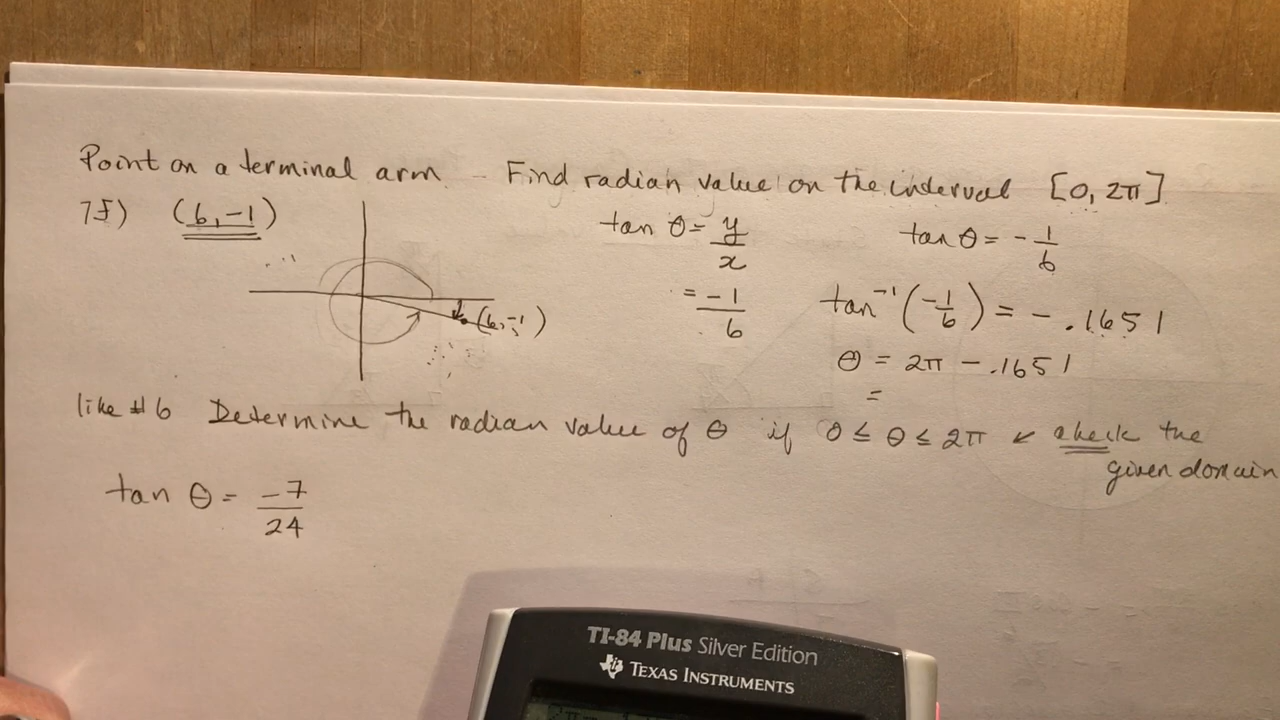 Point on a terminal arm - Find radian value on the interval [0, 2π]
7f) (6, -1)
(6, -1)
tan θ = y/x
= -1/6
tan θ = - 1/6
tan⁻¹(-1/6) = - .1651
θ = 2π - .1651
=
like #6 Determine the radian value of θ if 0 ≤ θ ≤ 2π ↙ check the
given domain
tan θ = -7/24
TI-84 Plus Silver Edition
TEXAS INSTRUMENTS